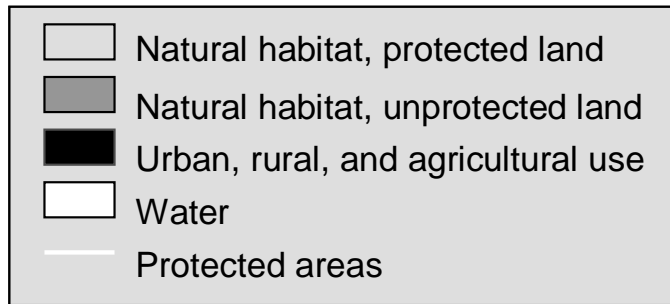 Natural habitat, protected land
Natural habitat, unprotected land
Urban, rural, and agricultural use
Water
Protected areas